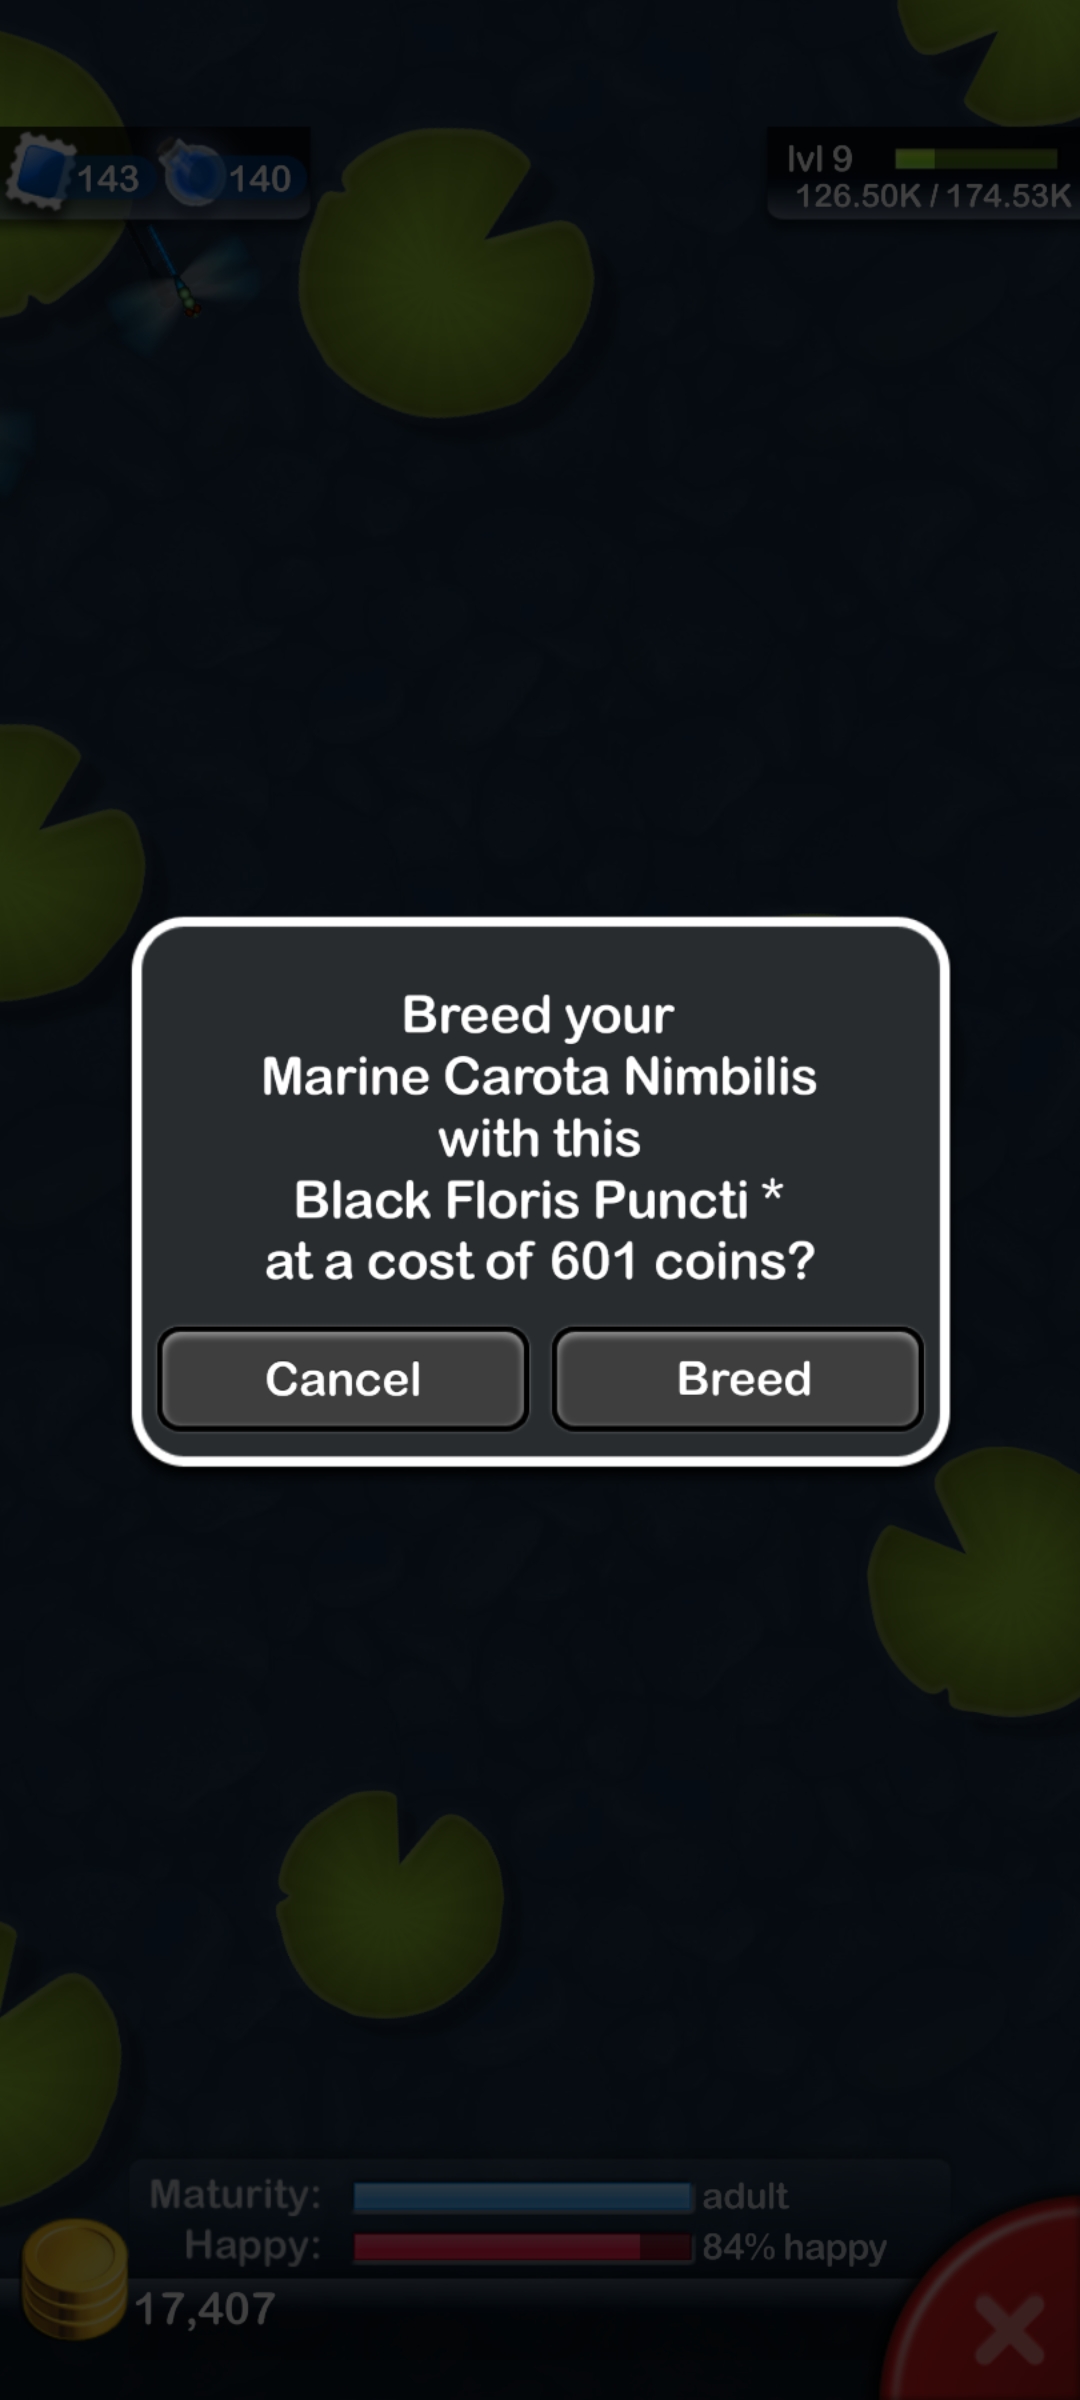 143
140
lvl 9
126.50K / 174.53K
Breed your
Marine Carota Nimbilis
with this
Black Floris Puncti *
at a cost of 601 coins?
Cancel
Breed
Maturity:
adult
Happy:
84% happy
17,407